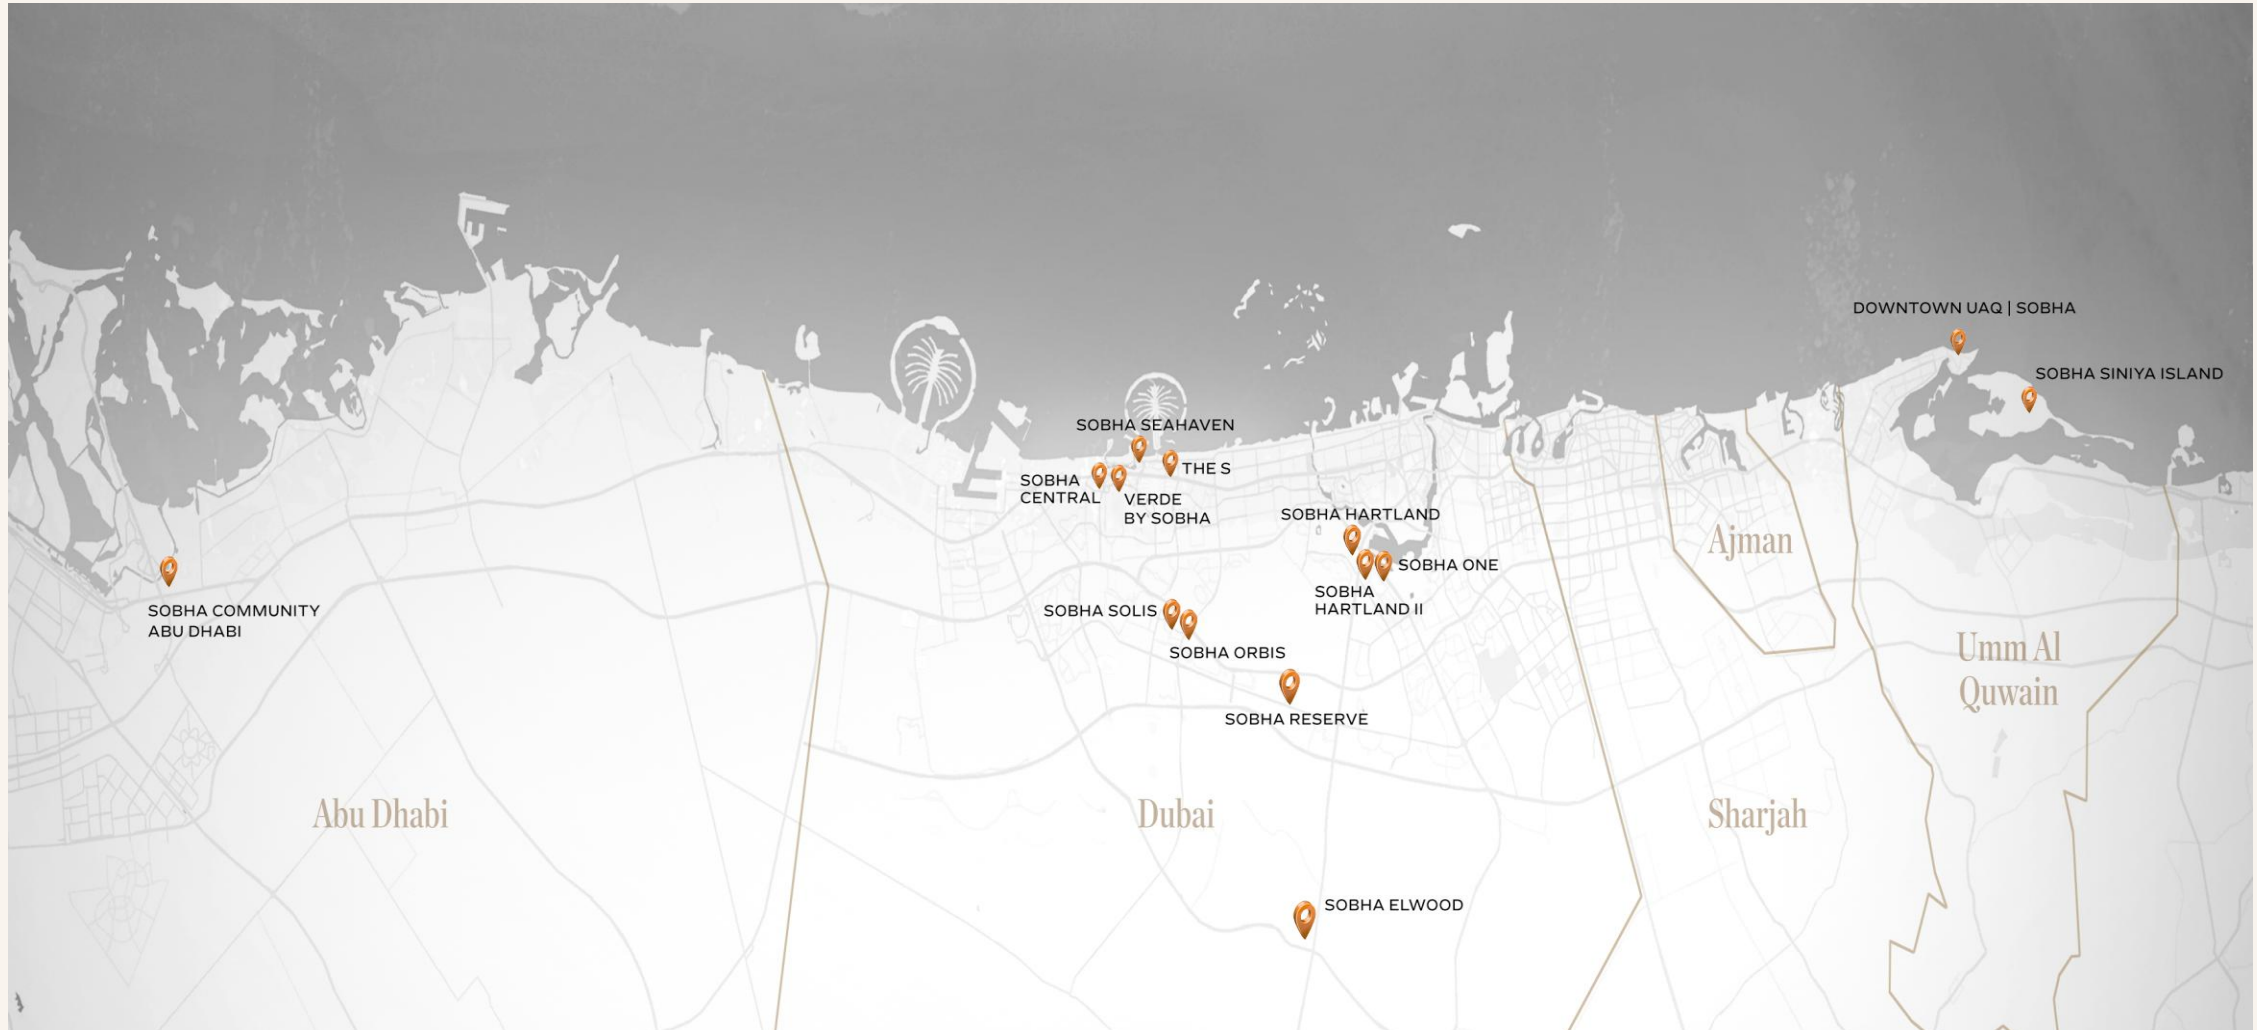 DOWNTOWN UAQ | SOBHA
SOBHA SINIYA ISLAND
SOBHA SEAHAVEN
THE S
SOBHA
CENTRAL
VERDE
BY SOBHA
SOBHA HARTLAND
SOBHA ONE
SOBHA
HARTLAND II
SOBHA COMMUNITY
ABU DHABI
SOBHA SOLIS
SOBHA ORBIS
SOBHA RESERVE
SOBHA ELWOOD
Ajman
Umm Al
Quwain
Abu Dhabi
Dubai
Sharjah